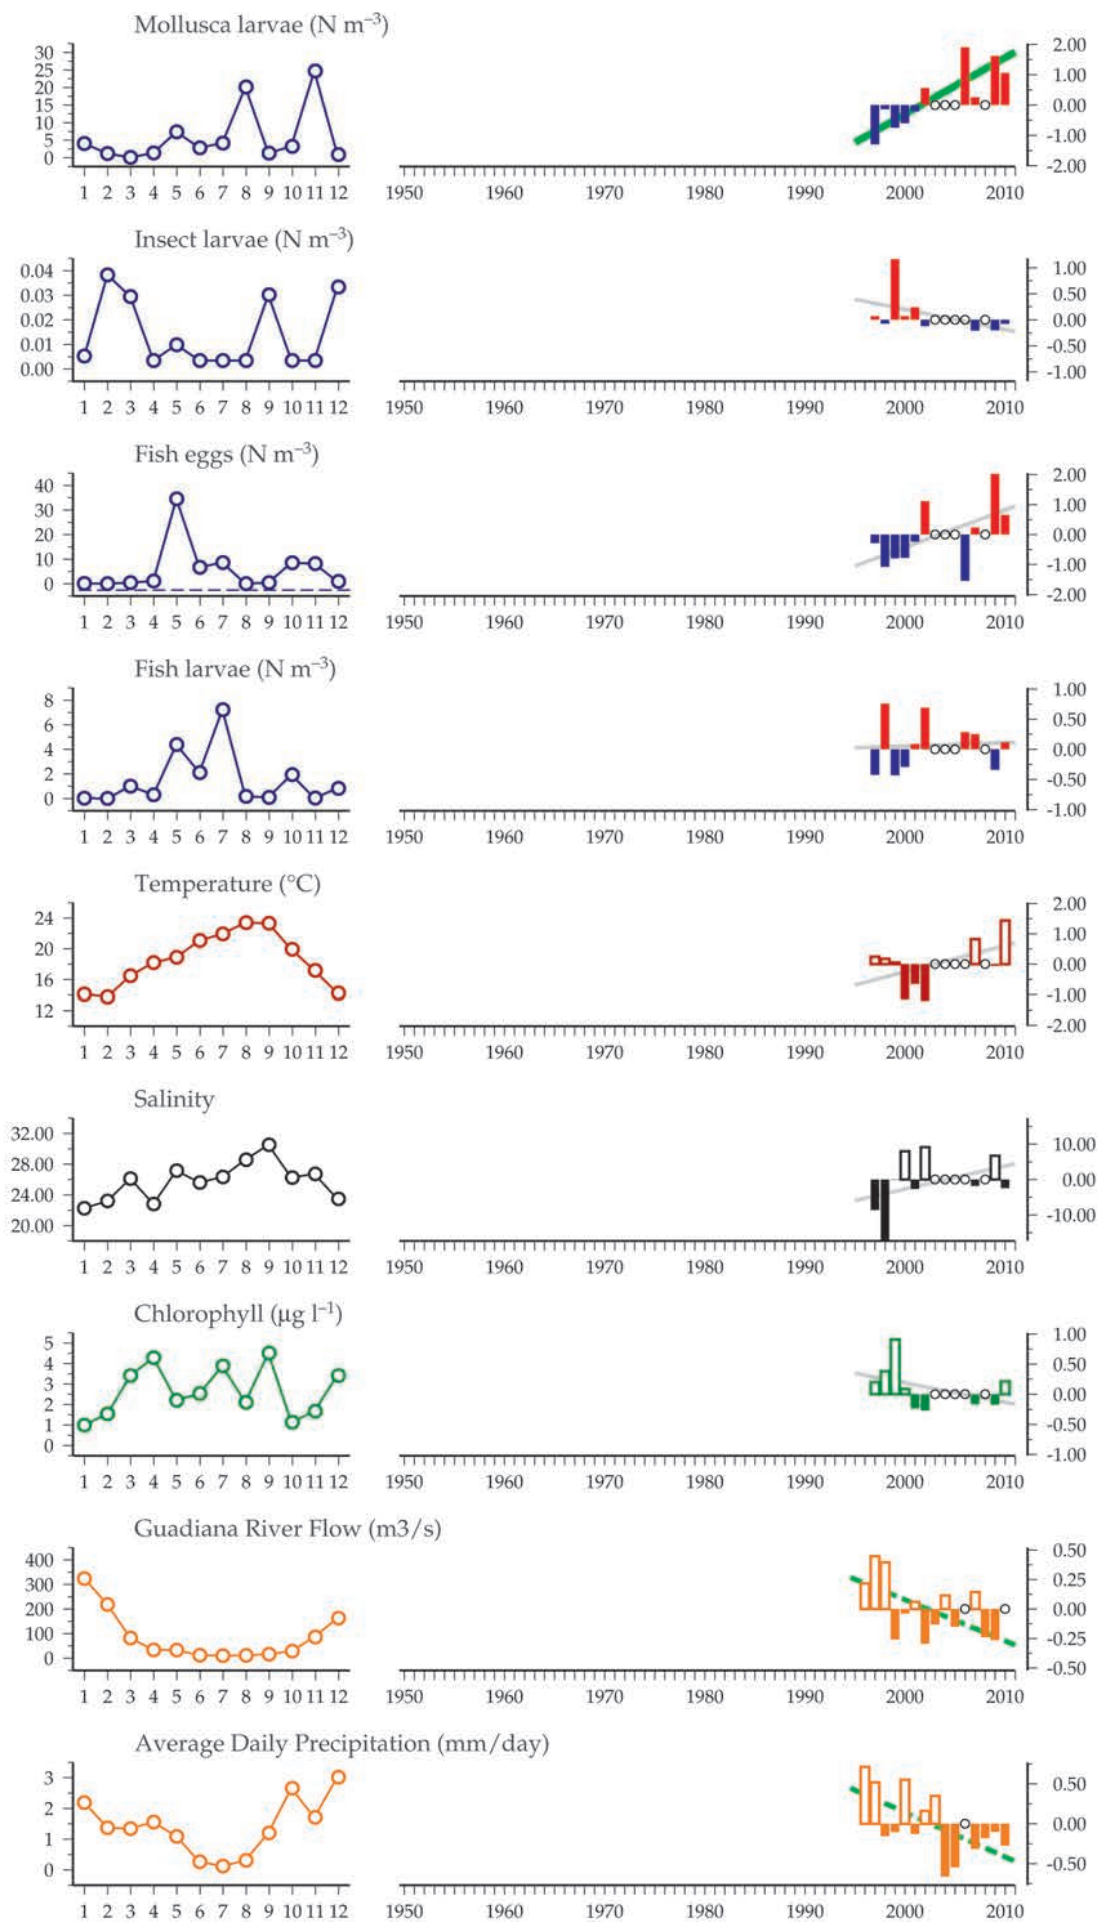 Mollusca larvae (N m⁻³)
30 25 20 15 10 5 0
2.00 1.00 0.00 -1.00 -2.00
1 2 3 4 5 6 7 8 9 10 11 12 1950 1960 1970 1980 1990 2000 2010
Insect larvae (N m⁻³)
0.04 0.03 0.02 0.01 0.00
1.00 0.50 0.00 -0.50 -1.00
1 2 3 4 5 6 7 8 9 10 11 12 1950 1960 1970 1980 1990 2000 2010
Fish eggs (N m⁻³)
40 30 20 10 0
2.00 1.00 0.00 -1.00 -2.00
1 2 3 4 5 6 7 8 9 10 11 12 1950 1960 1970 1980 1990 2000 2010
Fish larvae (N m⁻³)
8 6 4 2 0
1.00 0.50 0.00 -0.50 -1.00
1 2 3 4 5 6 7 8 9 10 11 12 1950 1960 1970 1980 1990 2000 2010
Temperature (°C)
24 20 16 12
2.00 1.00 0.00 -1.00 -2.00
1 2 3 4 5 6 7 8 9 10 11 12 1950 1960 1970 1980 1990 2000 2010
Salinity
32.00 28.00 24.00 20.00
10.00 0.00 -10.00
1 2 3 4 5 6 7 8 9 10 11 12 1950 1960 1970 1980 1990 2000 2010
Chlorophyll (µg l⁻¹)
5 4 3 2 1 0
1.00 0.50 0.00 -0.50 -1.00
1 2 3 4 5 6 7 8 9 10 11 12 1950 1960 1970 1980 1990 2000 2010
Guadiana River Flow (m3/s)
400 300 200 100 0
0.50 0.25 0.00 -0.25 -0.50
1 2 3 4 5 6 7 8 9 10 11 12 1950 1960 1970 1980 1990 2000 2010
Average Daily Precipitation (mm/day)
3 2 1 0
0.50 0.00 -0.50
1 2 3 4 5 6 7 8 9 10 11 12 1950 1960 1970 1980 1990 2000 2010